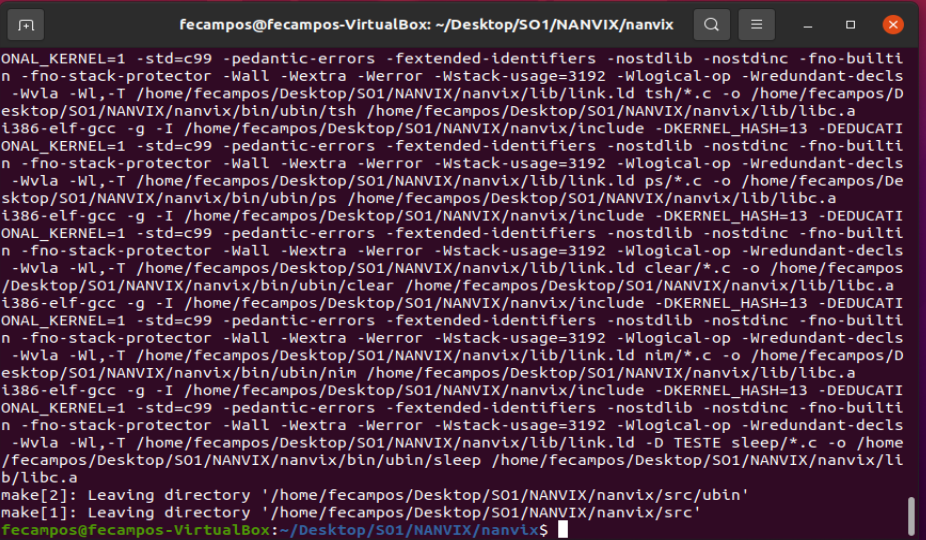 fecampos@fecampos-VirtualBox: ~/Desktop/SO1/NANVIX/nanvix
ONAL_KERNEL=1 -std=c99 -pedantic-errors -fextended-identifiers -nostdlib -nostdinc -fno-builti
n -fno-stack-protector -Wall -Wextra -Werror -Wstack-usage=3192 -Wlogical-op -Wredundant-decls
 -Wvla -Wl,-T /home/fecampos/Desktop/SO1/NANVIX/nanvix/lib/link.ld tsh/*.c -o /home/fecampos/D
esktop/SO1/NANVIX/nanvix/bin/ubin/tsh /home/fecampos/Desktop/SO1/NANVIX/nanvix/lib/libc.a
i386-elf-gcc -g -I /home/fecampos/Desktop/SO1/NANVIX/nanvix/include -DKERNEL_HASH=13 -DEDUCATI
ONAL_KERNEL=1 -std=c99 -pedantic-errors -fextended-identifiers -nostdlib -nostdinc -fno-builti
n -fno-stack-protector -Wall -Wextra -Werror -Wstack-usage=3192 -Wlogical-op -Wredundant-decls
 -Wvla -Wl,-T /home/fecampos/Desktop/SO1/NANVIX/nanvix/lib/link.ld ps/*.c -o /home/fecampos/De
sktop/SO1/NANVIX/nanvix/bin/ubin/ps /home/fecampos/Desktop/SO1/NANVIX/nanvix/lib/libc.a
i386-elf-gcc -g -I /home/fecampos/Desktop/SO1/NANVIX/nanvix/include -DKERNEL_HASH=13 -DEDUCATI
ONAL_KERNEL=1 -std=c99 -pedantic-errors -fextended-identifiers -nostdlib -nostdinc -fno-builti
n -fno-stack-protector -Wall -Wextra -Werror -Wstack-usage=3192 -Wlogical-op -Wredundant-decls
 -Wvla -Wl,-T /home/fecampos/Desktop/SO1/NANVIX/nanvix/lib/link.ld clear/*.c -o /home/fecampos
/Desktop/SO1/NANVIX/nanvix/bin/ubin/clear /home/fecampos/Desktop/SO1/NANVIX/nanvix/lib/libc.a
i386-elf-gcc -g -I /home/fecampos/Desktop/SO1/NANVIX/nanvix/include -DKERNEL_HASH=13 -DEDUCATI
ONAL_KERNEL=1 -std=c99 -pedantic-errors -fextended-identifiers -nostdlib -nostdinc -fno-builti
n -fno-stack-protector -Wall -Wextra -Werror -Wstack-usage=3192 -Wlogical-op -Wredundant-decls
 -Wvla -Wl,-T /home/fecampos/Desktop/SO1/NANVIX/nanvix/lib/link.ld nim/*.c -o /home/fecampos/D
esktop/SO1/NANVIX/nanvix/bin/ubin/nim /home/fecampos/Desktop/SO1/NANVIX/nanvix/lib/libc.a
i386-elf-gcc -g -I /home/fecampos/Desktop/SO1/NANVIX/nanvix/include -DKERNEL_HASH=13 -DEDUCATI
ONAL_KERNEL=1 -std=c99 -pedantic-errors -fextended-identifiers -nostdlib -nostdinc -fno-builti
n -fno-stack-protector -Wall -Wextra -Werror -Wstack-usage=3192 -Wlogical-op -Wredundant-decls
 -Wvla -Wl,-T /home/fecampos/Desktop/SO1/NANVIX/nanvix/lib/link.ld -D TESTE sleep/*.c -o /home
/fecampos/Desktop/SO1/NANVIX/nanvix/bin/ubin/sleep /home/fecampos/Desktop/SO1/NANVIX/nanvix/li
b/libc.a
make[2]: Leaving directory '/home/fecampos/Desktop/SO1/NANVIX/nanvix/src/ubin'
make[1]: Leaving directory '/home/fecampos/Desktop/SO1/NANVIX/nanvix/src'
fecampos@fecampos-VirtualBox:~/Desktop/SO1/NANVIX/nanvix$